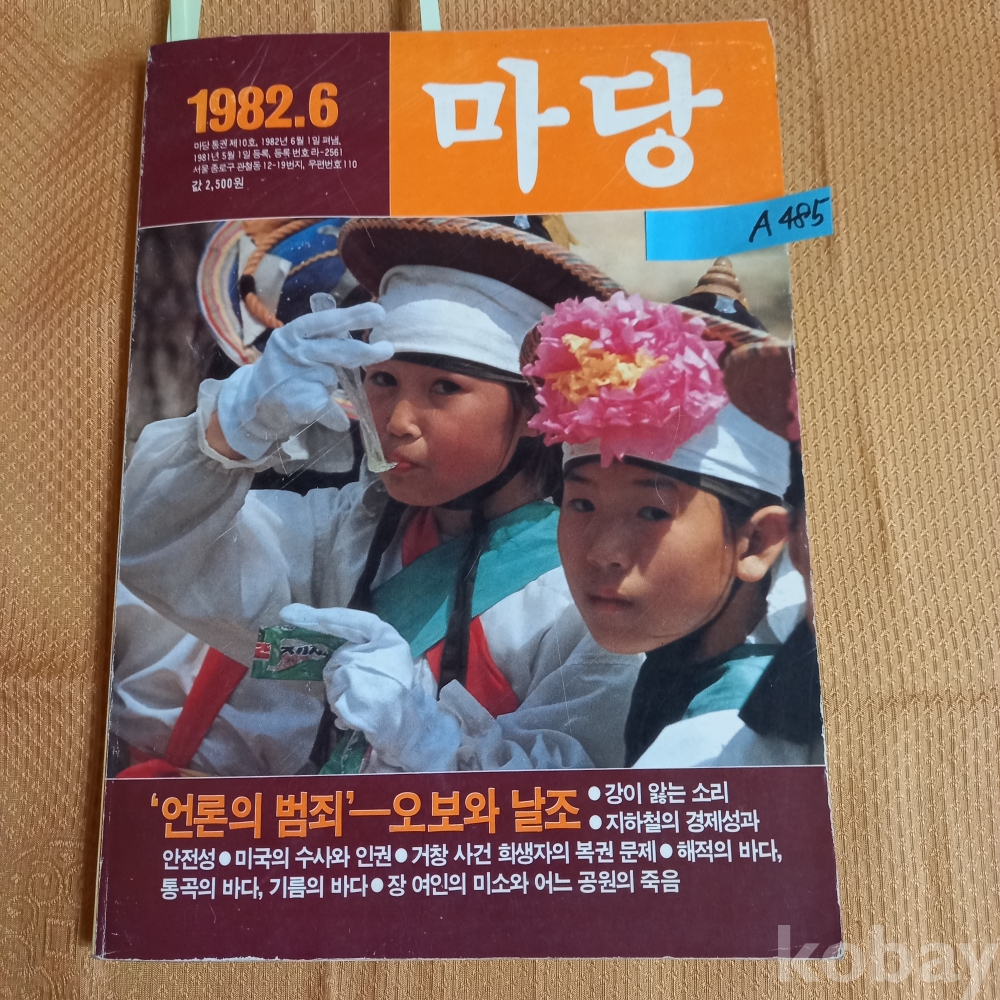 1982.6
마당
마당 통권 제10호, 1982년 6월 1일 펴냄,
1981년 5월 1일 등록, 등록 번호 라-2561
서울 종로구 관철동 12-19번지, 우편번호 110
값 2,500원
A 485
'언론의 범죄'—오보와 날조
●강이 앓는 소리
●지하철의 경제성과
안전성●미국의 수사와 인권●거창 사건 희생자의 복권 문제●해적의 바다,
통곡의 바다, 기름의 바다●장 여인의 미소와 어느 공원의 죽음
kobay